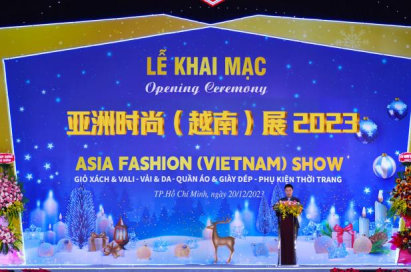 LỄ KHAI MẠC
Opening Ceremony
亚洲时尚（越南）展 2023
ASIA FASHION (VIETNAM) SHOW
GIỎ XÁCH & VALI - VẢI & DA - QUẦN ÁO & GIÀY DÉP - PHỤ KIỆN THỜI TRANG
TP.Hồ Chí Minh, ngày 20/12/2023